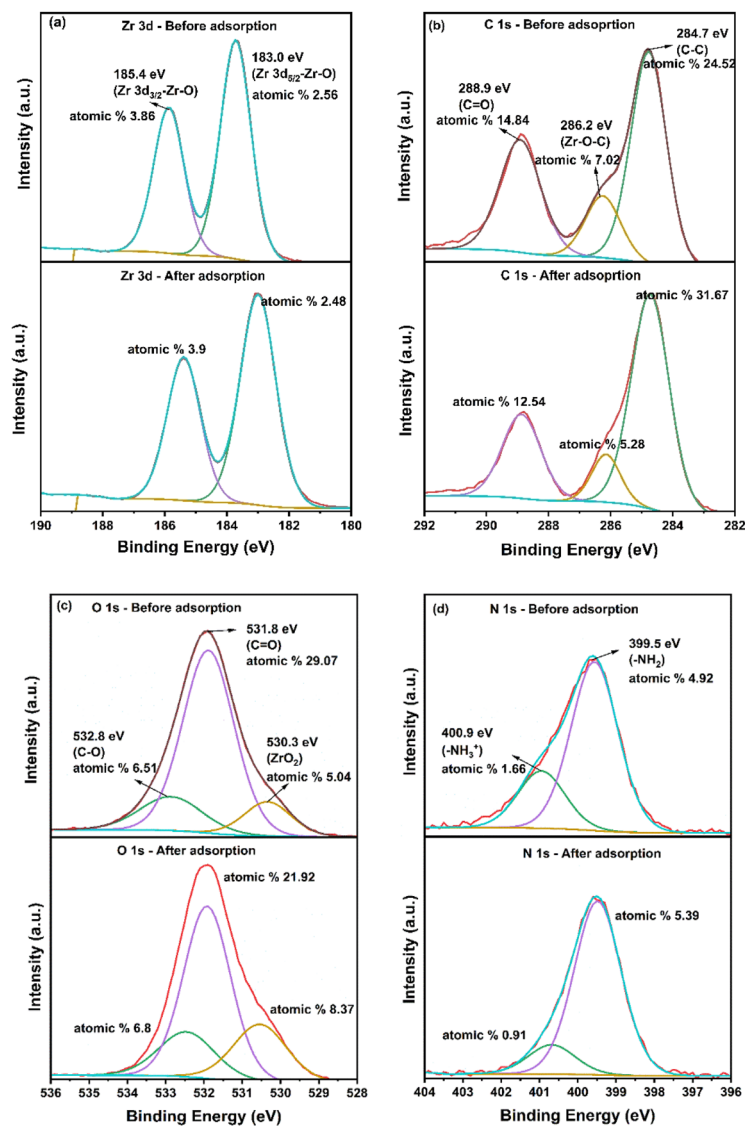 (a)
Zr 3d - Before adsorption
183.0 eV
(Zr 3d5/2-Zr-O)
atomic % 2.56
185.4 eV
(Zr 3d3/2-Zr-O)
atomic % 3.86
Intensity (a.u.)
Zr 3d - After adsorption
atomic % 2.48
atomic % 3.9
Intensity (a.u.)
190 188 186 184 182 180
Binding Energy (eV)
(b)
C 1s - Before adsorption
284.7 eV
(C-C)
atomic % 24.52
288.9 eV
(C=O)
atomic % 14.84
286.2 eV
(Zr-O-C)
atomic % 7.02
Intensity (a.u.)
C 1s - After adsoprtion
atomic % 31.67
atomic % 12.54
atomic % 5.28
Intensity (a.u.)
292 290 288 286 284 282
Binding Energy (eV)
(c)
O 1s - Before adsorption
531.8 eV
(C=O)
atomic % 29.07
532.8 eV
(C-O)
atomic % 6.51
530.3 eV
(ZrO2)
atomic % 5.04
Intensity (a.u.)
O 1s - After adsorption
atomic % 21.92
atomic % 8.37
atomic % 6.8
Intensity (a.u.)
536 535 534 533 532 531 530 529 528
Binding Energy (eV)
(d)
N 1s - Before adsorption
399.5 eV
(-NH2)
atomic % 4.92
400.9 eV
(-NH3+)
atomic % 1.66
Intensity (a.u.)
N 1s - After adsorption
atomic % 5.39
atomic % 0.91
Intensity (a.u.)
404 403 402 401 400 399 398 397 396
Binding Energy (eV)